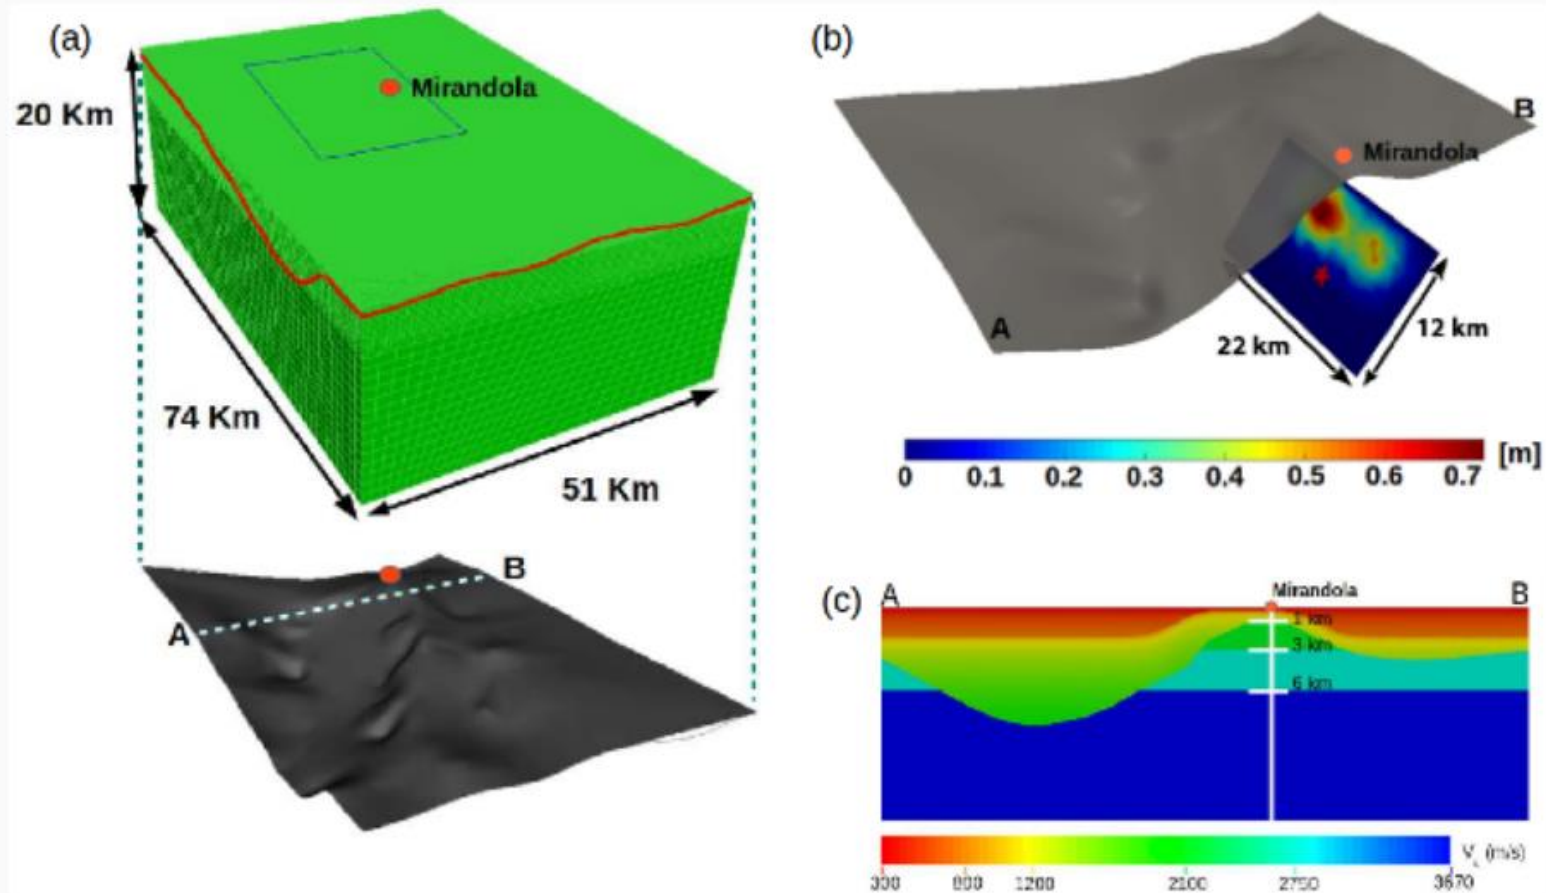 (a)
Mirandola
20 Km
74 Km
51 Km
A
B
(b)
B
Mirandola
A
22 km
12 km
0 0.1 0.2 0.3 0.4 0.5 0.6 0.7 [m]
(c)
A
Mirandola
B
1 km
3 km
6 km
300 800 1200 2100 2750 3670
(m/s)